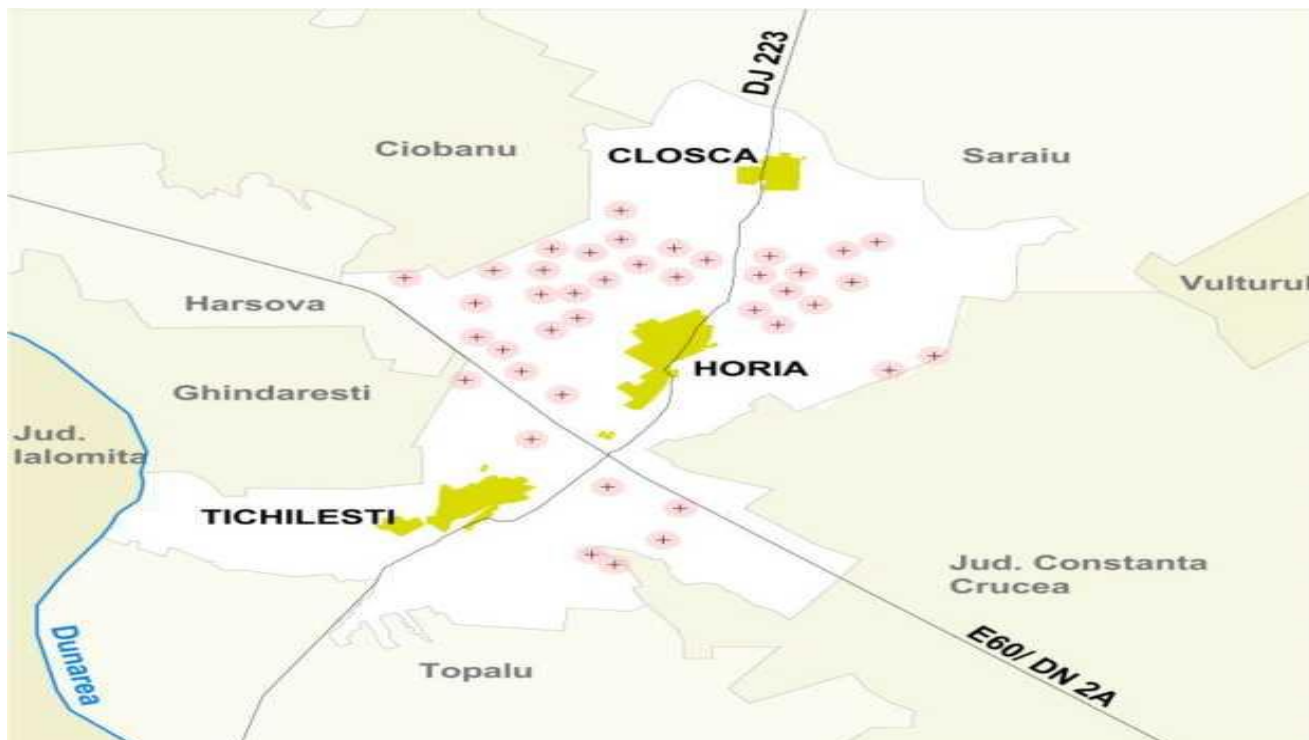 DJ 223
Ciobanu
CLOSCA
Saraiu
Vulturul
Harsova
HORIA
Ghindaresti
Jud.
Ialomita
TICHILESTI
Jud. Constanta
Crucea
Dunarea
Topalu
E60/ DN 2A